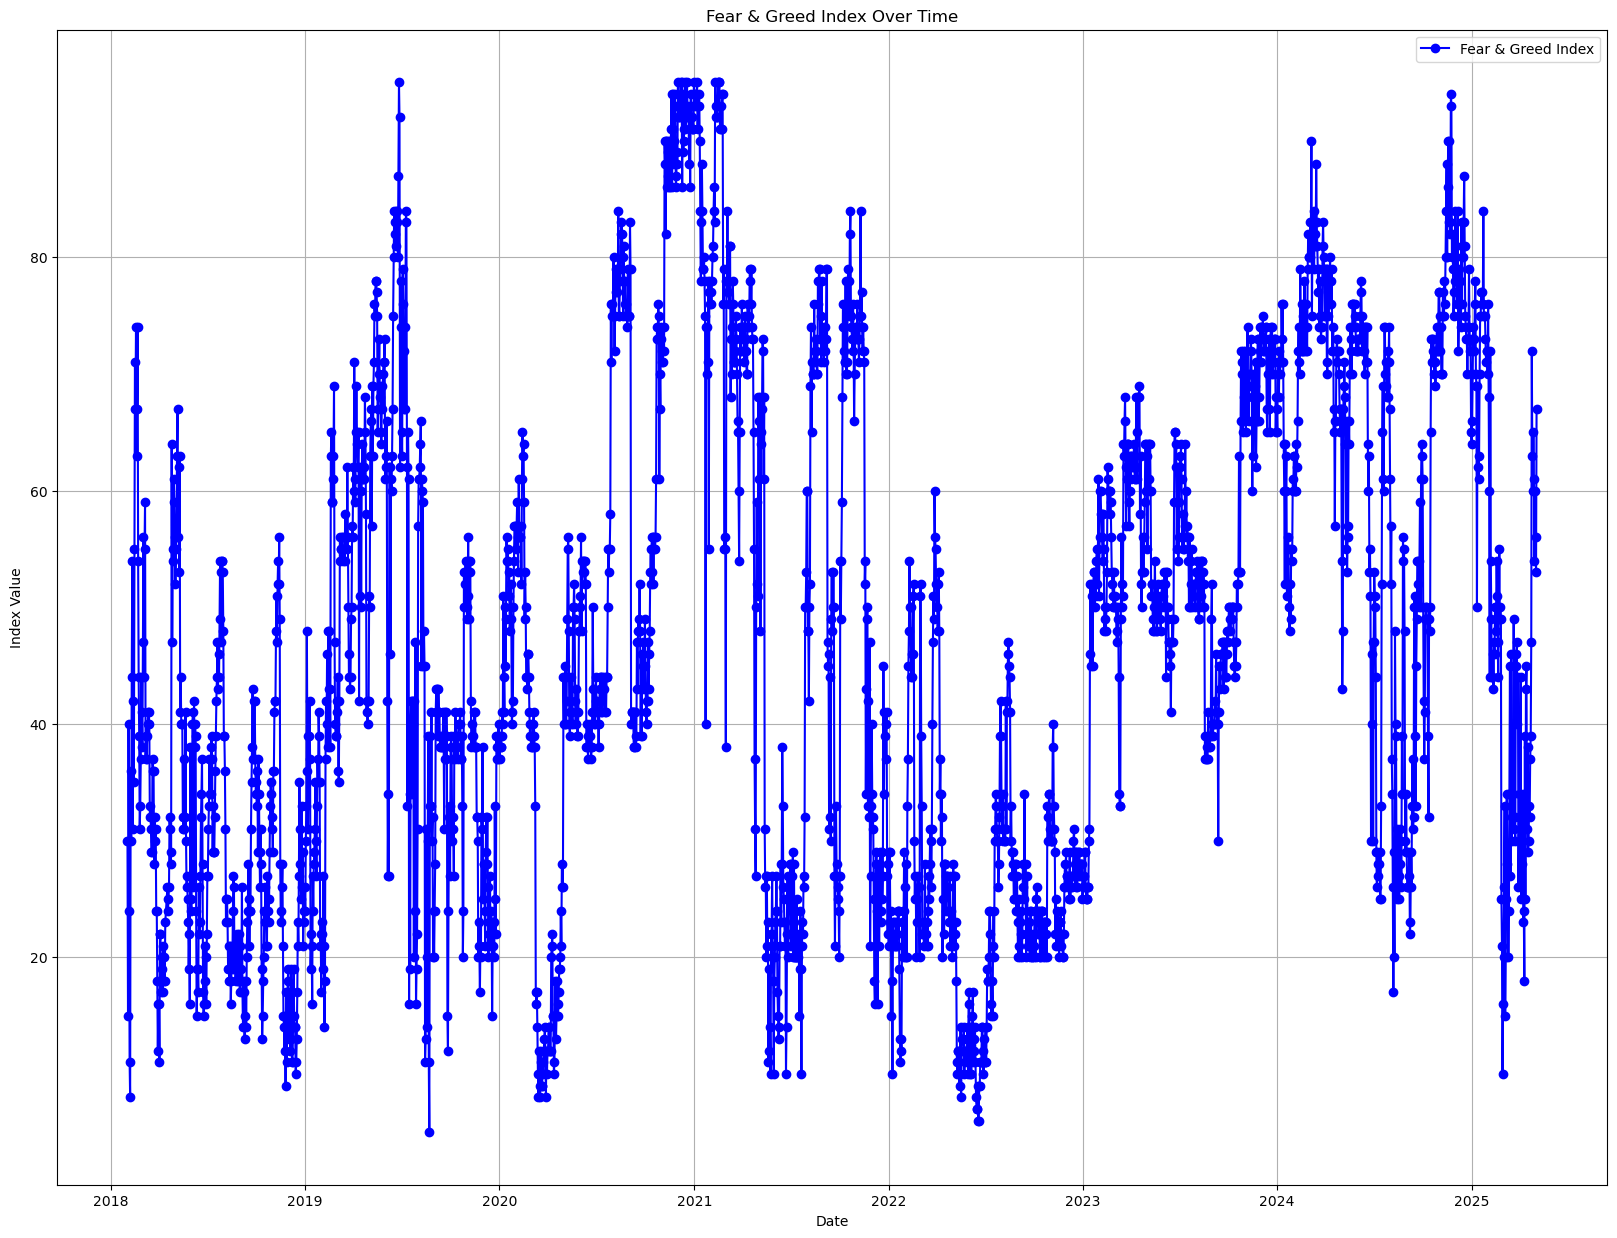 Fear & Greed Index Over Time
Fear & Greed Index
Index Value
80
60
40
20
2018 2019 2020 2021 2022 2023 2024 2025
Date